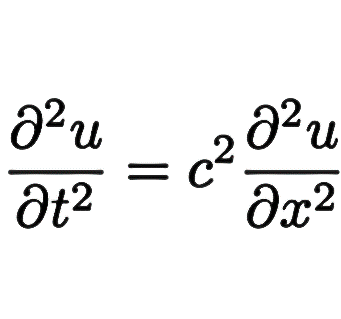 ∂²u/∂t² = c² ∂²u/∂x²